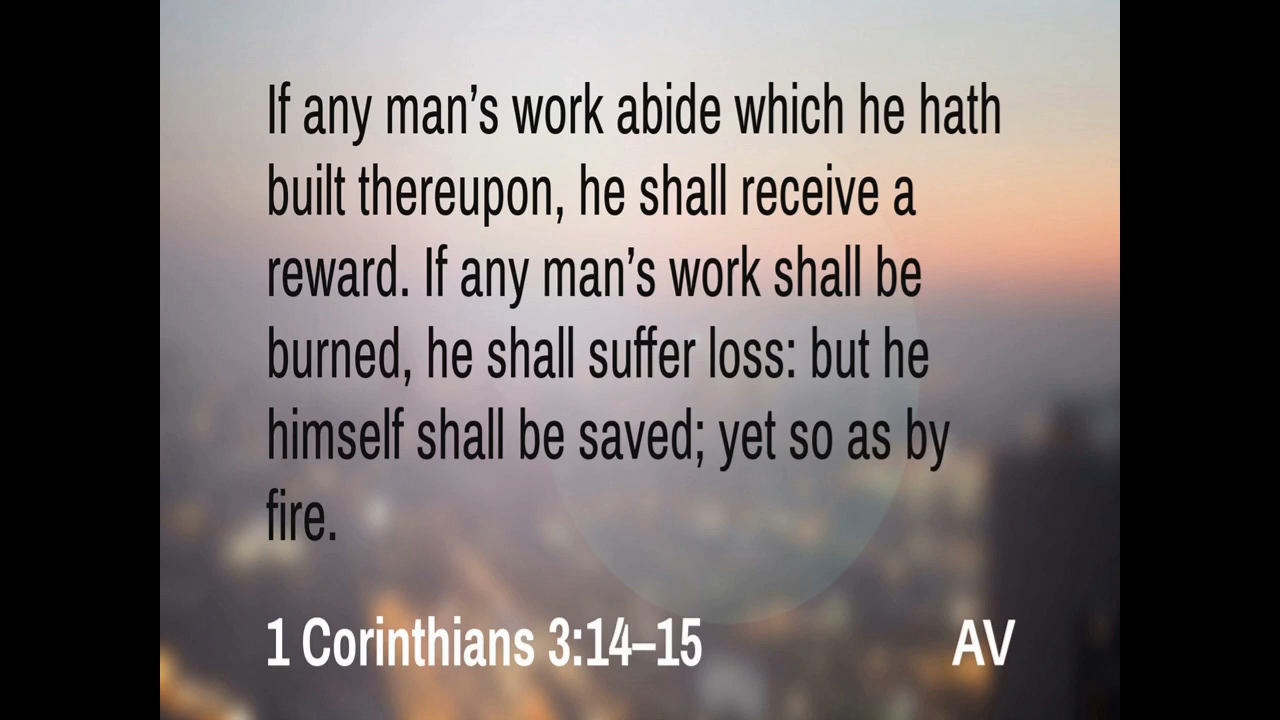 If any man’s work abide which he hath
built thereupon, he shall receive a
reward. If any man’s work shall be
burned, he shall suffer loss: but he
himself shall be saved; yet so as by
fire.
1 Corinthians 3:14–15 AV